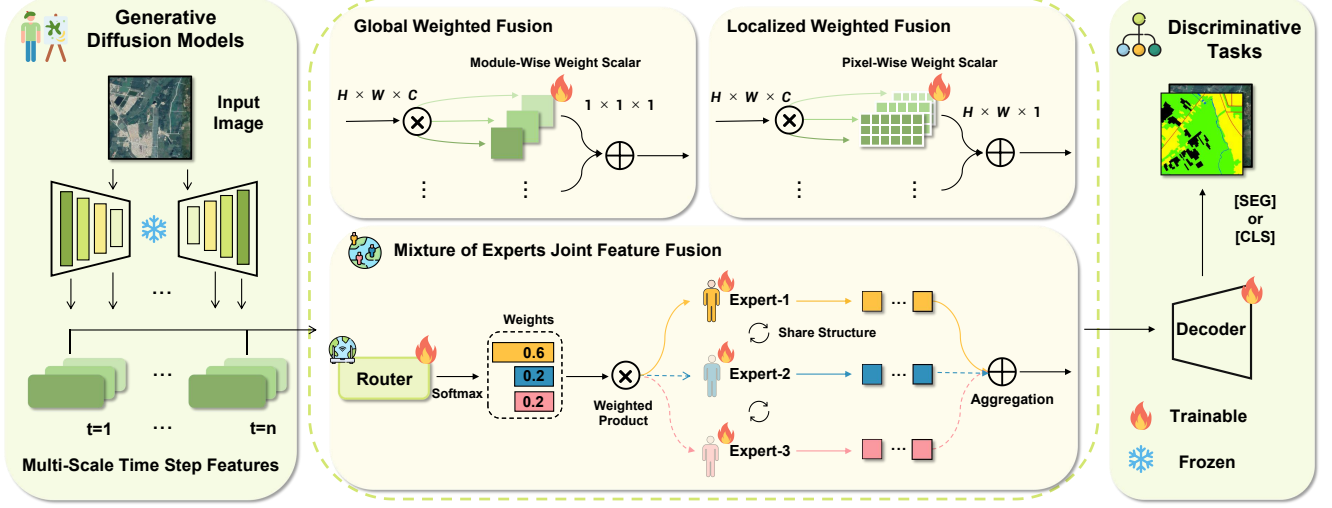 Generative
Diffusion Models
Input
Image
...
t=1 ... t=n
Multi-Scale Time Step Features
Global Weighted Fusion
Module-Wise Weight Scalar
H × W × C
1 × 1 × 1
Localized Weighted Fusion
Pixel-Wise Weight Scalar
H × W × C
H × W × 1
Mixture of Experts Joint Feature Fusion
Router
Softmax
Weights
0.6
0.2
0.2
Weighted
Product
Expert-1
Share Structure
Expert-2
Expert-3
Aggregation
Discriminative
Tasks
[SEG]
or
[CLS]
Decoder
Trainable
Frozen